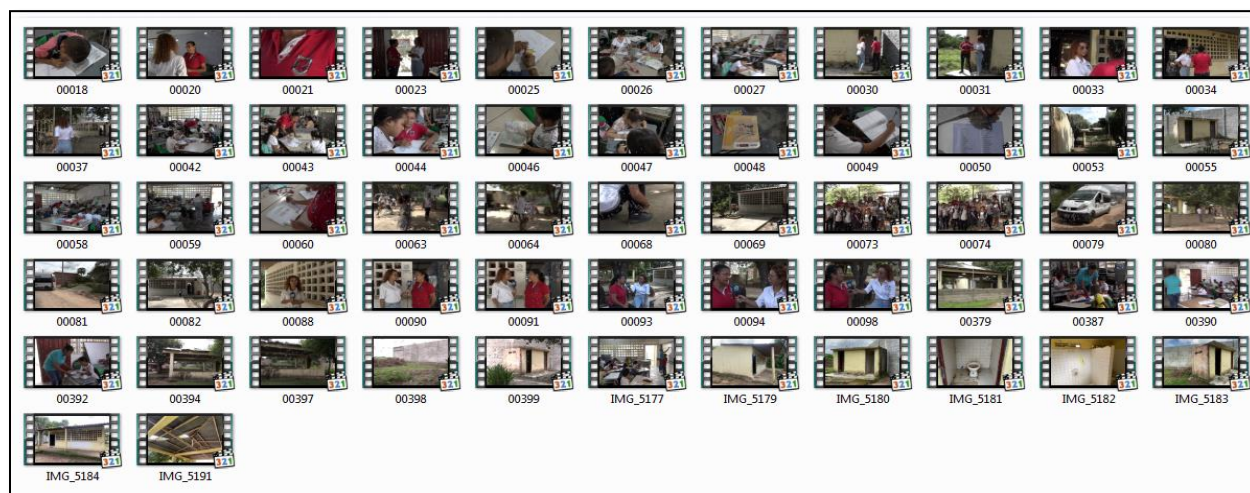 00018 00020 00021 00023 00025 00026 00027 00030 00031 00033 00034
00037 00042 00043 00044 00046 00047 00048 00049 00050 00053 00055
00058 00059 00060 00063 00064 00068 00069 00073 00074 00079 00080
00081 00082 00088 00090 00091 00093 00094 00098 00379 00387 00390
00392 00394 00397 00398 00399 IMG_5177 IMG_5179 IMG_5180 IMG_5181 IMG_5182 IMG_5183
IMG_5184 IMG_5191